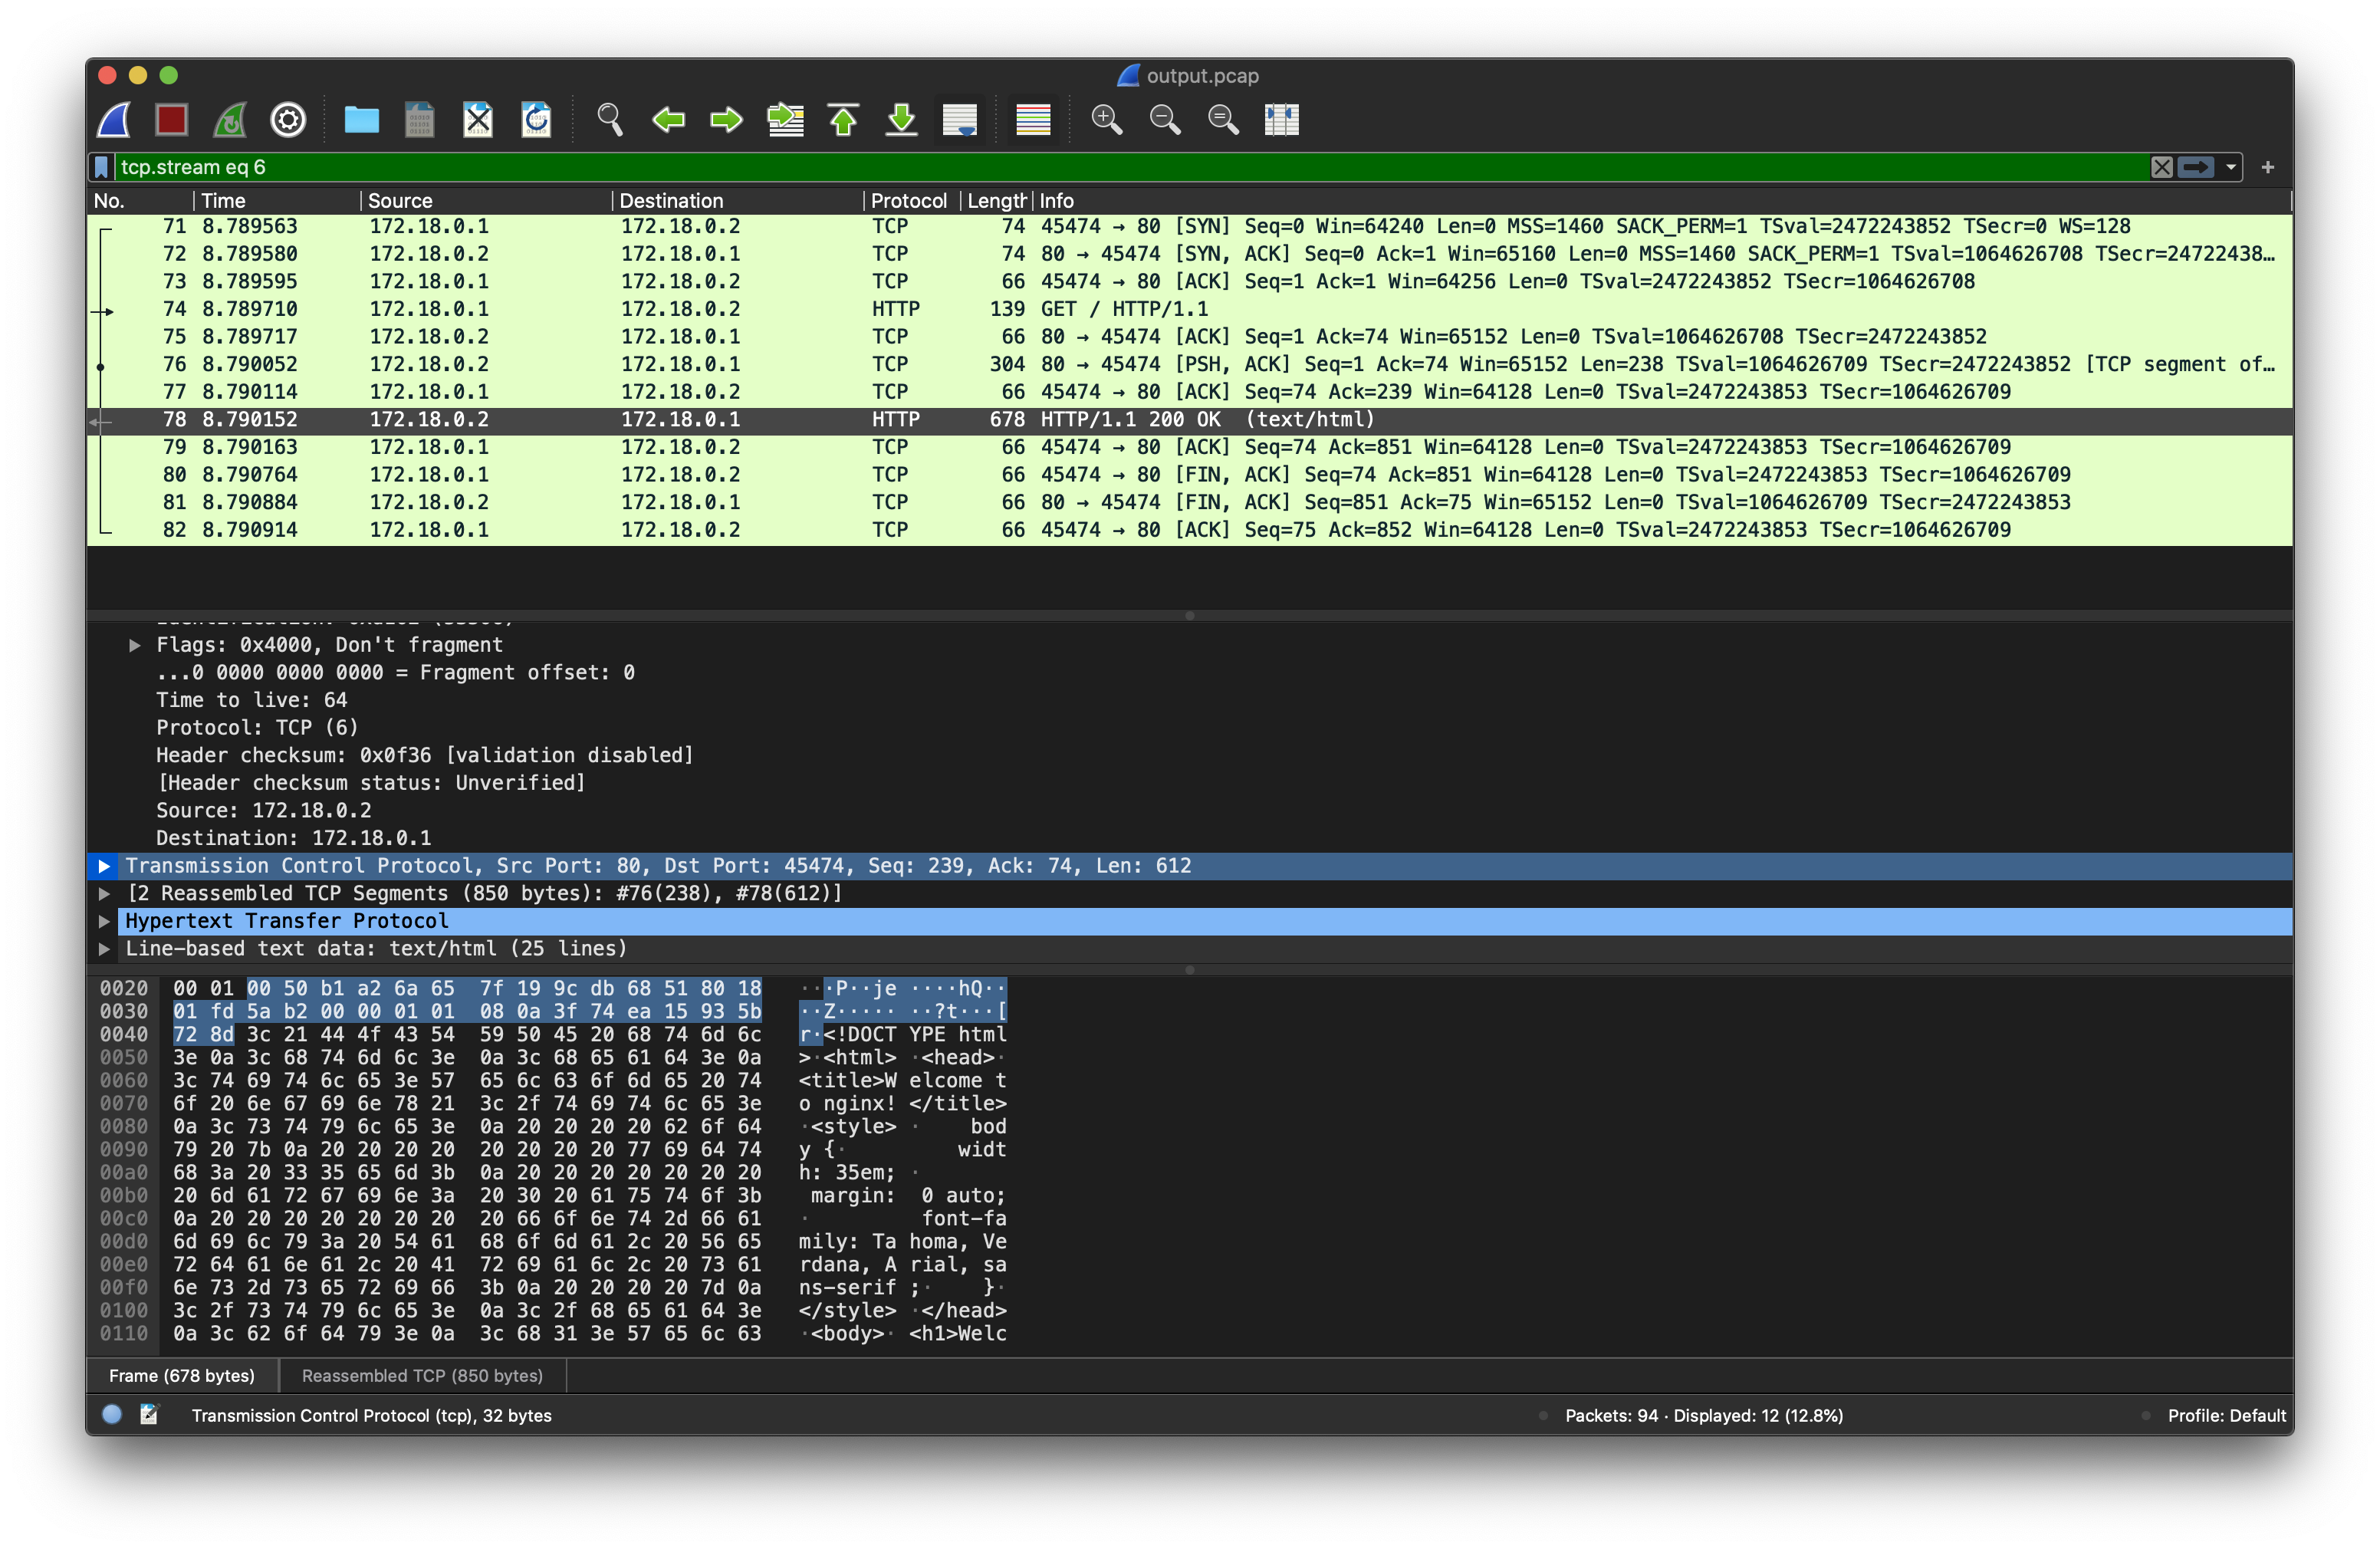 output.pcap
tcp.stream eq 6
No. Time Source Destination Protocol Length Info
71 8.789563 172.18.0.1 172.18.0.2 TCP 74 45474 → 80 [SYN] Seq=0 Win=64240 Len=0 MSS=1460 SACK_PERM=1 TSval=2472243852 TSecr=0 WS=128
72 8.789580 172.18.0.2 172.18.0.1 TCP 74 80 → 45474 [SYN, ACK] Seq=0 Ack=1 Win=65160 Len=0 MSS=1460 SACK_PERM=1 TSval=1064626708 TSecr=24722438…
73 8.789595 172.18.0.1 172.18.0.2 TCP 66 45474 → 80 [ACK] Seq=1 Ack=1 Win=64256 Len=0 TSval=2472243852 TSecr=1064626708
74 8.789710 172.18.0.1 172.18.0.2 HTTP 139 GET / HTTP/1.1
75 8.789717 172.18.0.2 172.18.0.1 TCP 66 80 → 45474 [ACK] Seq=1 Ack=74 Win=65152 Len=0 TSval=1064626708 TSecr=2472243852
76 8.790052 172.18.0.2 172.18.0.1 TCP 304 80 → 45474 [PSH, ACK] Seq=1 Ack=74 Win=65152 Len=238 TSval=1064626709 TSecr=2472243852 [TCP segment of…
77 8.790114 172.18.0.1 172.18.0.2 TCP 66 45474 → 80 [ACK] Seq=74 Ack=239 Win=64128 Len=0 TSval=2472243853 TSecr=1064626709
78 8.790152 172.18.0.2 172.18.0.1 HTTP 678 HTTP/1.1 200 OK (text/html)
79 8.790163 172.18.0.1 172.18.0.2 TCP 66 45474 → 80 [ACK] Seq=74 Ack=851 Win=64128 Len=0 TSval=2472243853 TSecr=1064626709
80 8.790764 172.18.0.1 172.18.0.2 TCP 66 45474 → 80 [FIN, ACK] Seq=74 Ack=851 Win=64128 Len=0 TSval=2472243853 TSecr=1064626709
81 8.790884 172.18.0.2 172.18.0.1 TCP 66 80 → 45474 [FIN, ACK] Seq=851 Ack=75 Win=65152 Len=0 TSval=1064626709 TSecr=2472243853
82 8.790914 172.18.0.1 172.18.0.2 TCP 66 45474 → 80 [ACK] Seq=75 Ack=852 Win=64128 Len=0 TSval=2472243853 TSecr=1064626709
Flags: 0x4000, Don't fragment
...0 0000 0000 0000 = Fragment offset: 0
Time to live: 64
Protocol: TCP (6)
Header checksum: 0x0f36 [validation disabled]
[Header checksum status: Unverified]
Source: 172.18.0.2
Destination: 172.18.0.1
Transmission Control Protocol, Src Port: 80, Dst Port: 45474, Seq: 239, Ack: 74, Len: 612
[2 Reassembled TCP Segments (850 bytes): #76(238), #78(612)]
Hypertext Transfer Protocol
Line-based text data: text/html (25 lines)
0020 00 01 00 50 b1 a2 6a 65 7f 19 9c db 68 51 80 18 ···P··je ····hQ··
0030 01 fd 5a b2 00 00 01 01 08 0a 3f 74 ea 15 93 5b ··Z····· ··?t···[
0040 72 8d 3c 21 44 4f 43 54 59 50 45 20 68 74 6d 6c r·<!DOCT YPE html
0050 3e 0a 3c 68 74 6d 6c 3e 0a 3c 68 65 61 64 3e 0a >·<html> ·<head>·
0060 3c 74 69 74 6c 65 3e 57 65 6c 63 6f 6d 65 20 74 <title>W elcome t
0070 6f 20 6e 67 69 6e 78 21 3c 2f 74 69 74 6c 65 3e o nginx! </title>
0080 0a 3c 73 74 79 6c 65 3e 0a 20 20 20 20 62 6f 64 ·<style> · bod
0090 79 20 7b 0a 20 20 20 20 20 20 20 20 77 69 64 74 y {· widt
00a0 68 3a 20 33 35 65 6d 3b 0a 20 20 20 20 20 20 20 h: 35em; ·
00b0 20 6d 61 72 67 69 6e 3a 20 30 20 61 75 74 6f 3b margin: 0 auto;
00c0 0a 20 20 20 20 20 20 20 20 66 6f 6e 74 2d 66 61 · font-fa
00d0 6d 69 6c 79 3a 20 54 61 68 6f 6d 61 2c 20 56 65 mily: Ta homa, Ve
00e0 72 64 61 6e 61 2c 20 41 72 69 61 6c 2c 20 73 61 rdana, A rial, sa
00f0 6e 73 2d 73 65 72 69 66 3b 0a 20 20 20 20 7d 0a ns-serif ;· }·
0100 3c 2f 73 74 79 6c 65 3e 0a 3c 2f 68 65 61 64 3e </style> ·</head>
0110 0a 3c 62 6f 64 79 3e 0a 3c 68 31 3e 57 65 6c 63 ·<body>· <h1>Welc
Frame (678 bytes) Reassembled TCP (850 bytes)
Transmission Control Protocol (tcp), 32 bytes Packets: 94 · Displayed: 12 (12.8%) Profile: Default